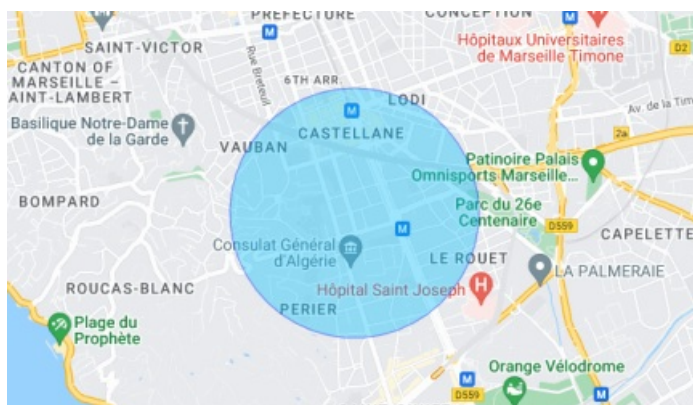 PRÉFECTURE
CONCEPTION
M
M
SAINT-VICTOR
Hôpitaux Universitaires
de Marseille Timone
H
D2
CANTON OF
MARSEILLE –
AINT-LAMBERT
Rue Breteuil
6TH ARR.
LODI
M
Av. de la Tim
Basilique Notre-Dame
de la Garde
VAUBAN
CASTELLANE
2a
Patinoire Palais
Omnisports Marseille...
BOMPARD
Parc du 26e
Centenaire
M
D559
CAPELETTE
Consulat Général
d'Algérie
LE ROUET
LA PALMERAIE
ROUCAS-BLANC
Hôpital Saint Joseph
H
PERIER
Plage du
Prophète
Orange Vélodrome
M
D559
M